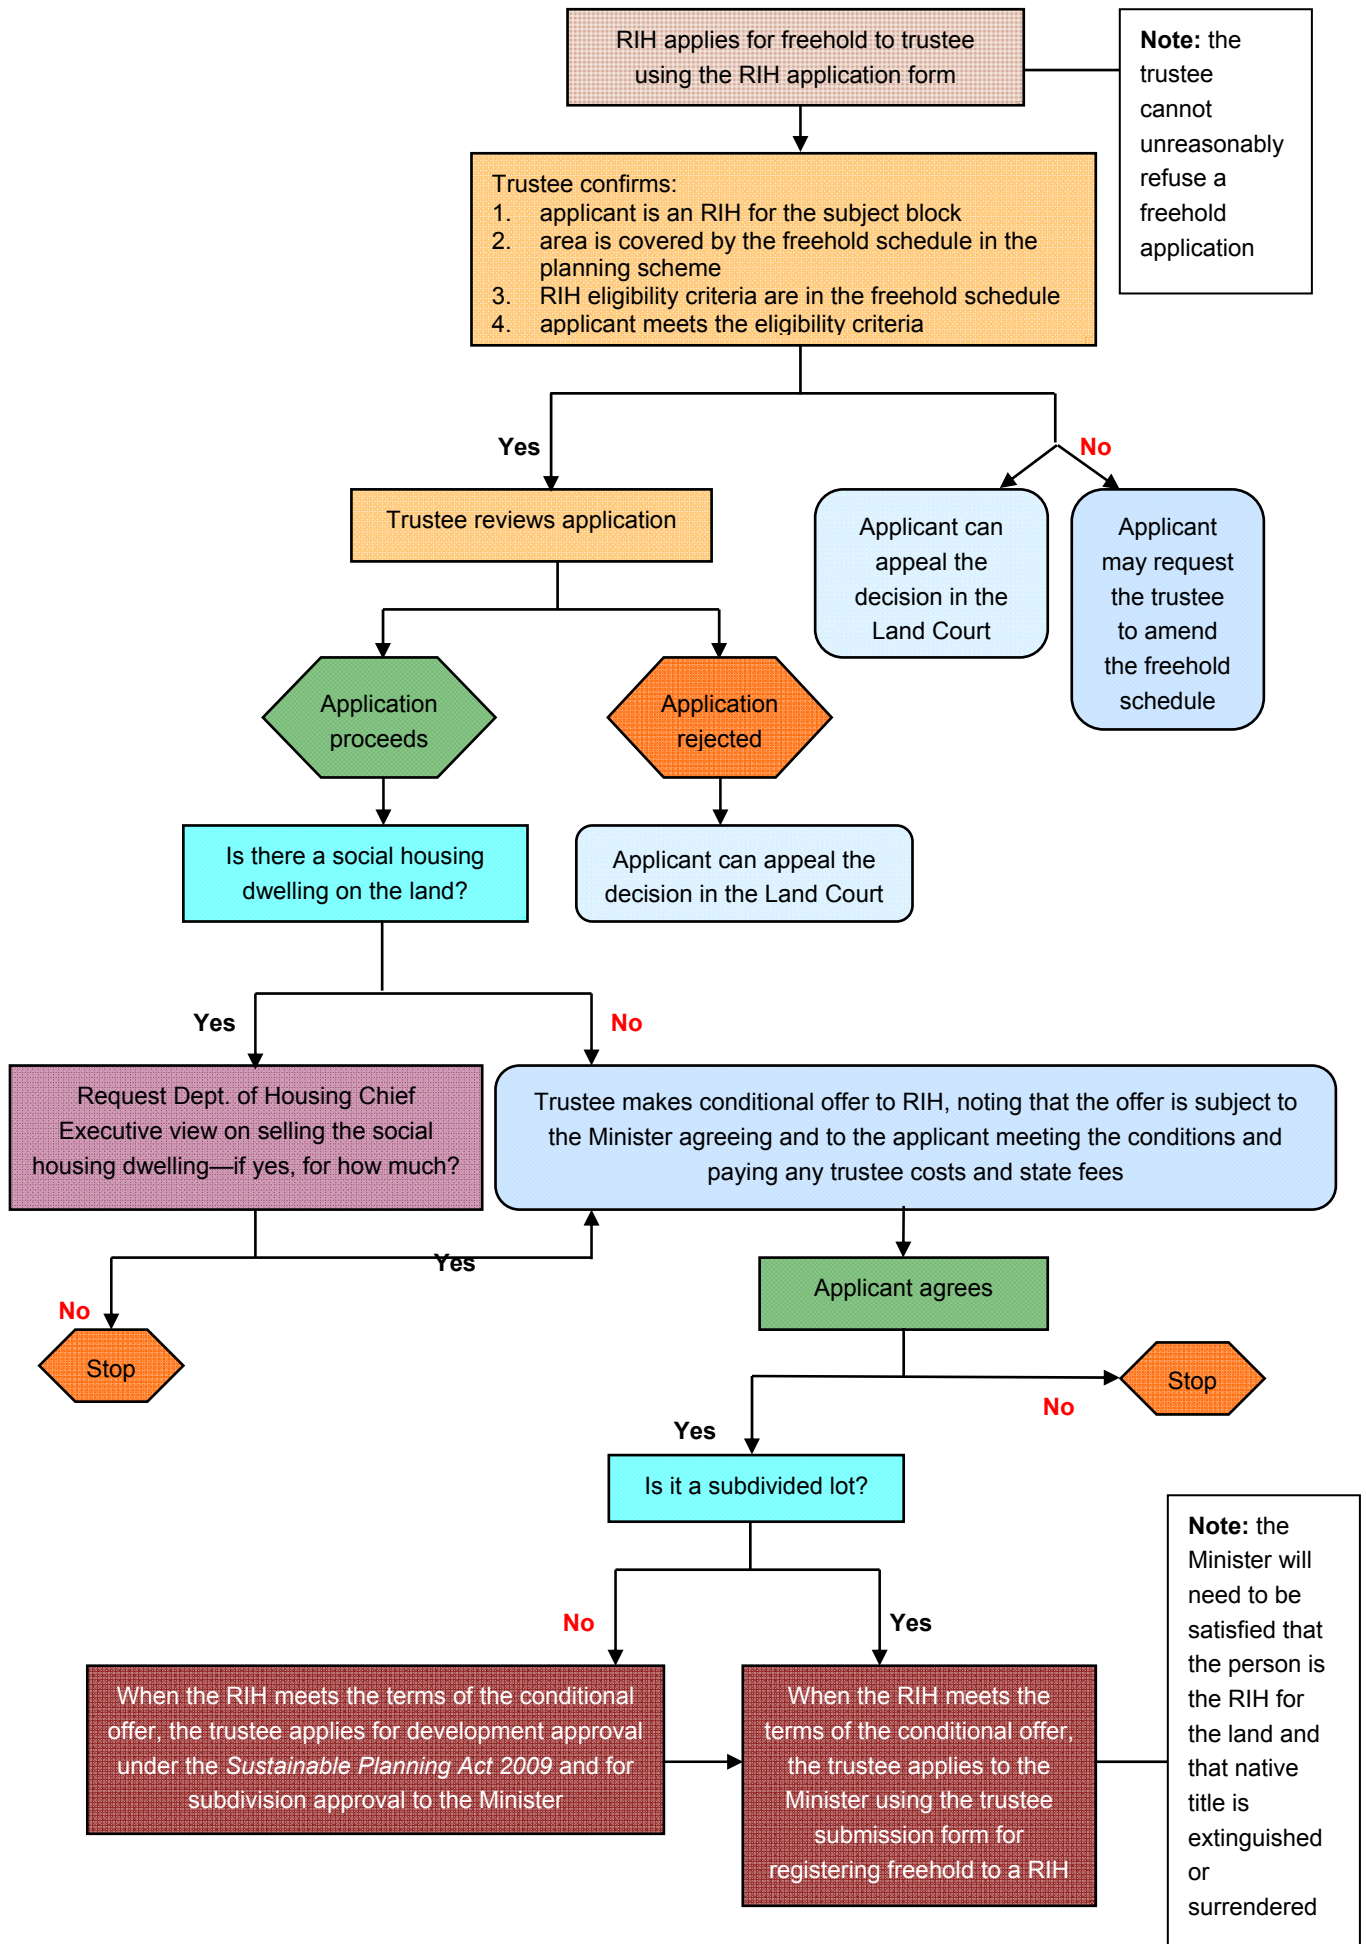 RIH applies for freehold to trustee
using the RIH application form
Note: the
trustee
cannot
unreasonably
refuse a
freehold
application
Trustee confirms:
1. applicant is an RIH for the subject block
2. area is covered by the freehold schedule in the
planning scheme
3. RIH eligibility criteria are in the freehold schedule
4. applicant meets the eligibility criteria
Yes
No
Trustee reviews application
Applicant can
appeal the
decision in the
Land Court
Applicant
may request
the trustee
to amend
the freehold
schedule
Application
proceeds
Application
rejected
Is there a social housing
dwelling on the land?
Applicant can appeal the
decision in the Land Court
Yes
No
Request Dept. of Housing Chief
Executive view on selling the social
housing dwelling—if yes, for how much?
Trustee makes conditional offer to RIH, noting that the offer is subject to
the Minister agreeing and to the applicant meeting the conditions and
paying any trustee costs and state fees
Yes
No
Stop
Applicant agrees
Stop
No
Yes
Is it a subdivided lot?
No
Yes
When the RIH meets the terms of the conditional
offer, the trustee applies for development approval
under the Sustainable Planning Act 2009 and for
subdivision approval to the Minister
When the RIH meets the
terms of the conditional offer,
the trustee applies to the
Minister using the trustee
submission form for
registering freehold to a RIH
Note: the
Minister will
need to be
satisfied that
the person is
the RIH for
the land and
that native
title is
extinguished
or
surrendered